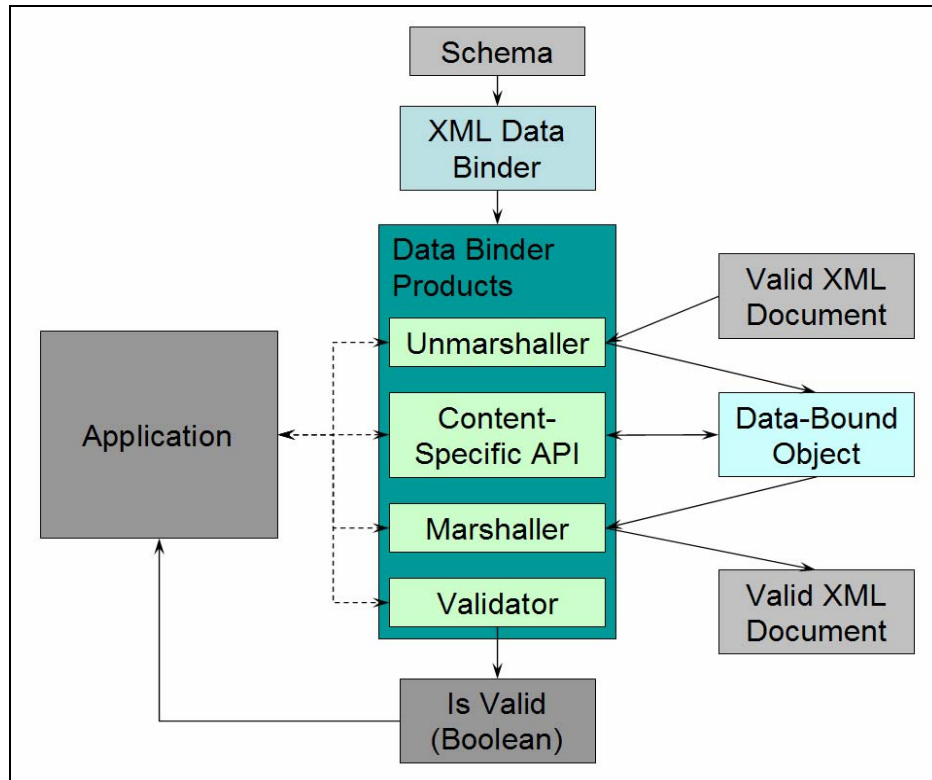 Schema
XML Data
Binder
Data Binder
Products
Valid XML
Document
Unmarshaller
Application
Content-
Specific API
Data-Bound
Object
Marshaller
Validator
Valid XML
Document
Is Valid
(Boolean)